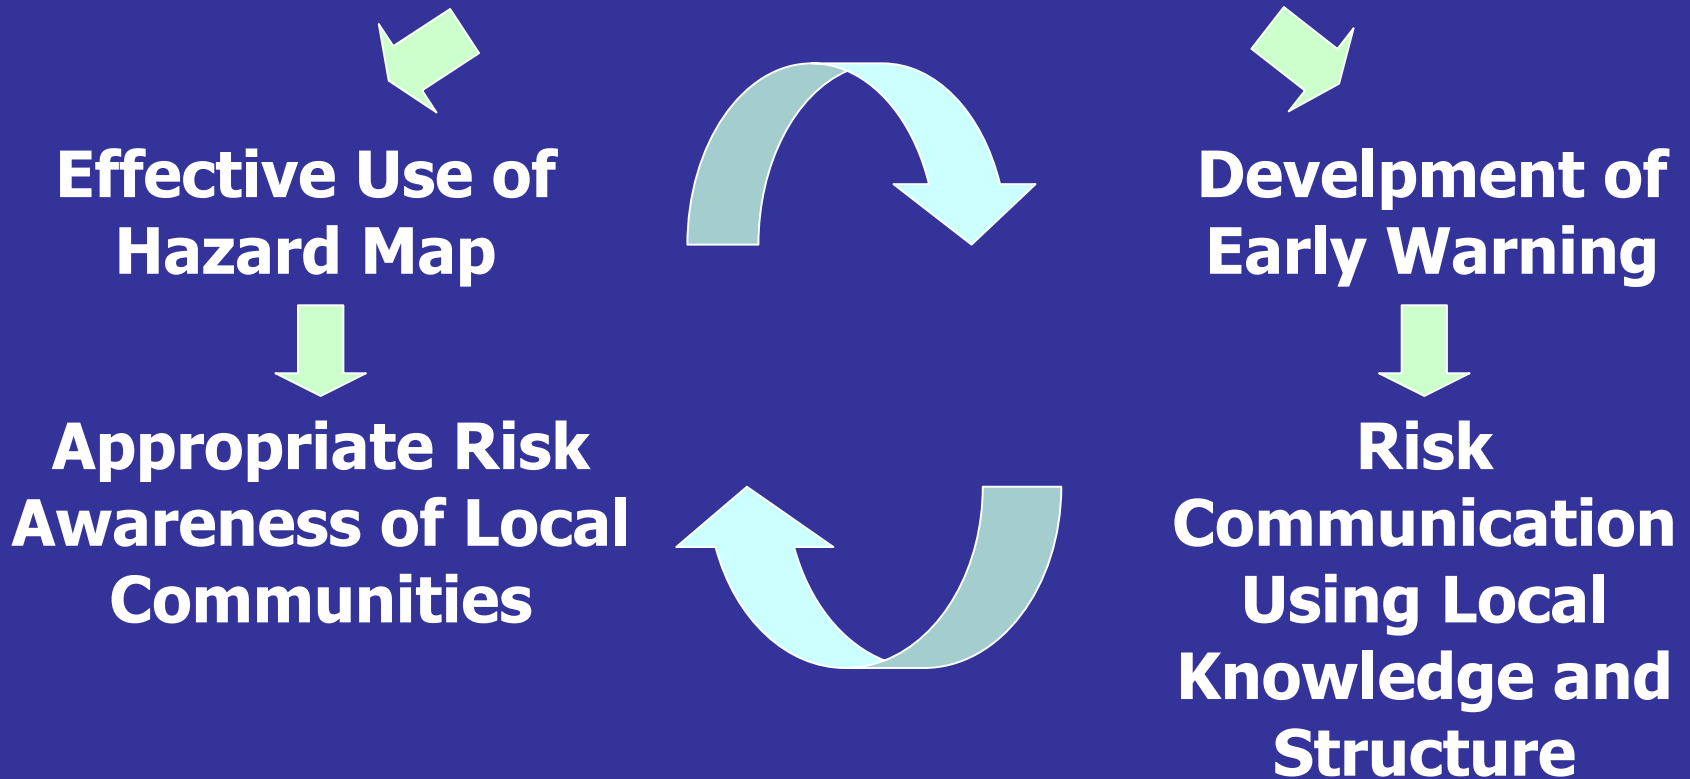 Effective Use of
Hazard Map
Appropriate Risk
Awareness of Local
Communities
Develpment of
Early Warning
Risk
Communication
Using Local
Knowledge and
Structure